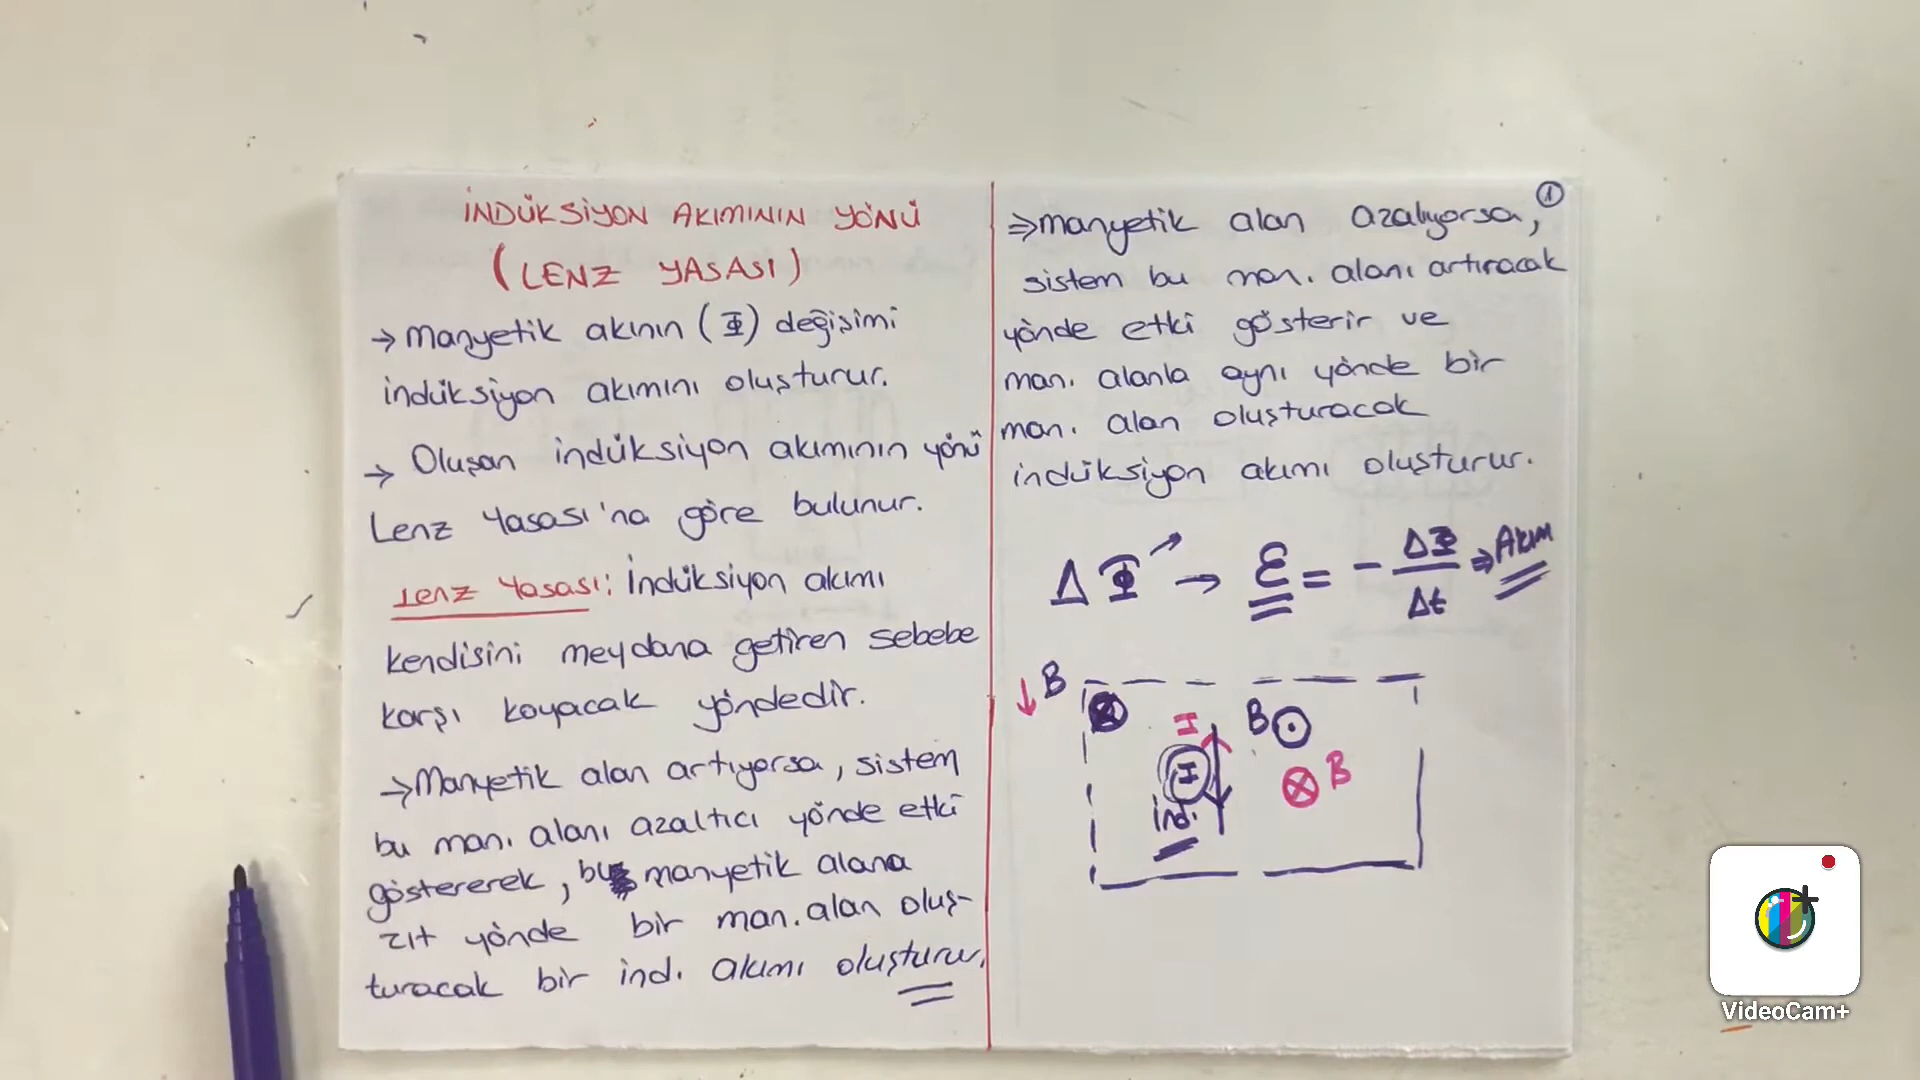 İNDÜKSİYON AKIMININ YÖNÜ
(LENZ YASASI)
→ Manyetik akının (Φ) değişimi
indüksiyon akımını oluşturur.
→ Oluşan indüksiyon akımının yönü
Lenz Yasası'na göre bulunur.
Lenz Yasası: İndüksiyon akımı
kendisini meydana getiren sebebe
karşı koyacak yöndedir.
→ Manyetik alan artıyorsa, sistem
bu man. alanı azaltıcı yönde etki
göstererek, bu manyetik alana
zıt yönde bir man. alan oluş-
turacak bir ind. akımı oluşturur.
1
⇒ manyetik alan azalıyorsa,
sistem bu man. alanı artıracak
yönde etki gösterir ve
man. alanla aynı yönde bir
man. alan oluşturacak
indüksiyon akımı oluşturur.
ΔΦ → ε = - ΔΦ/Δt ⇒ Akım
↓ B
⊗ I B ⊙
I ⊗ B
ind.
VideoCam+